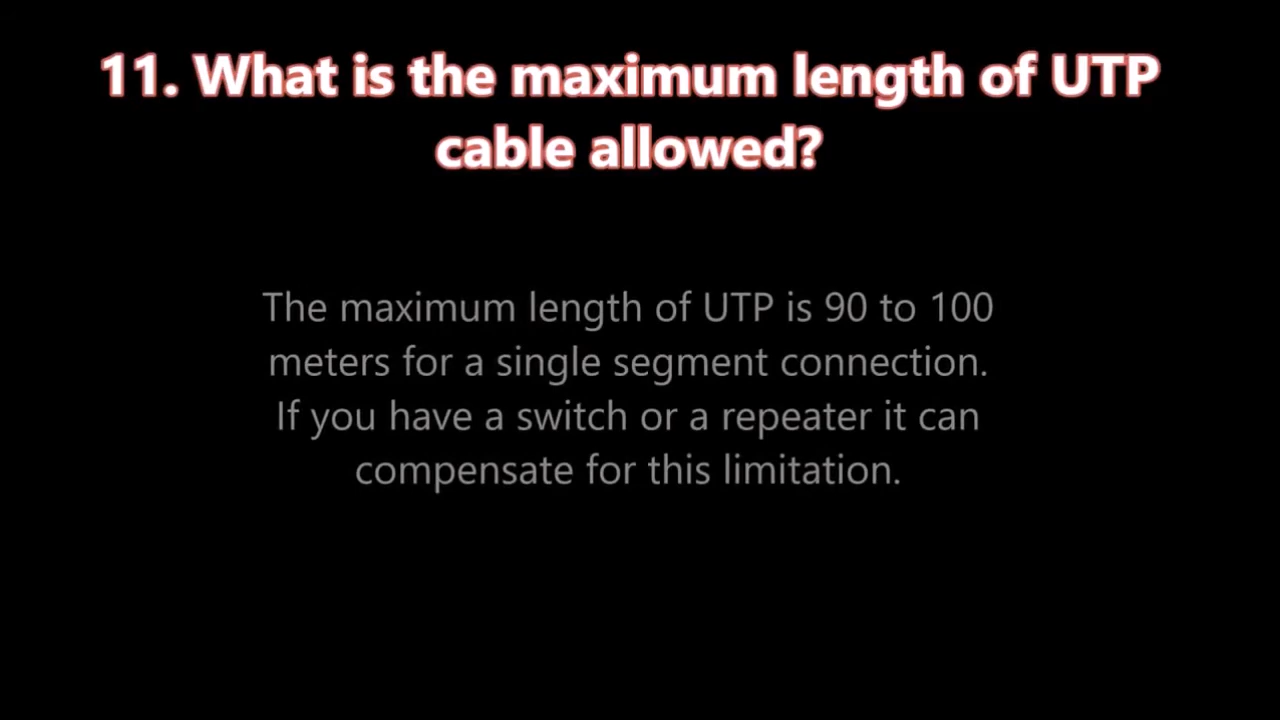 11. What is the maximum length of UTP
cable allowed?
The maximum length of UTP is 90 to 100
meters for a single segment connection.
If you have a switch or a repeater it can
compensate for this limitation.